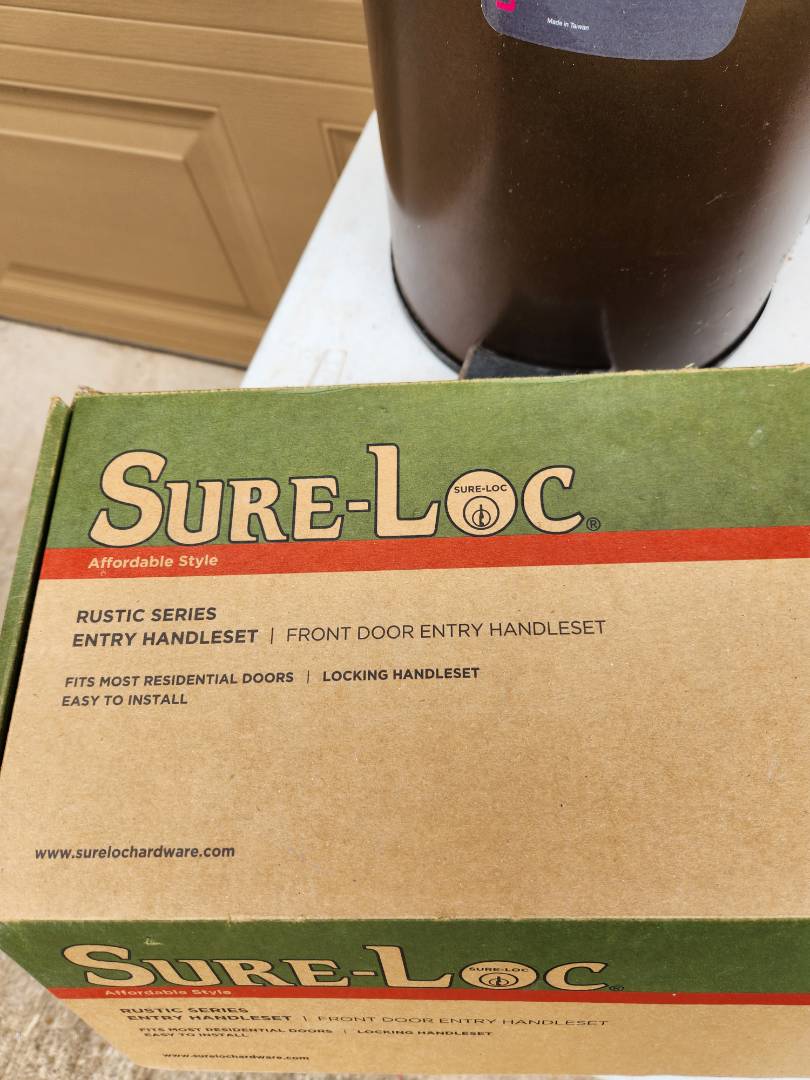 Made in Taiwan
SURE-LOC®
SURE-LOC
Affordable Style
RUSTIC SERIES
ENTRY HANDLESET | FRONT DOOR ENTRY HANDLESET
FITS MOST RESIDENTIAL DOORS | LOCKING HANDLESET
EASY TO INSTALL
www.surelochardware.com
SURE-LOC®
SURE-LOC
Affordable Style
RUSTIC SERIES
ENTRY HANDLESET | FRONT DOOR ENTRY HANDLESET
FITS MOST RESIDENTIAL DOORS | LOCKING HANDLESET
EASY TO INSTALL
www.surelochardware.com